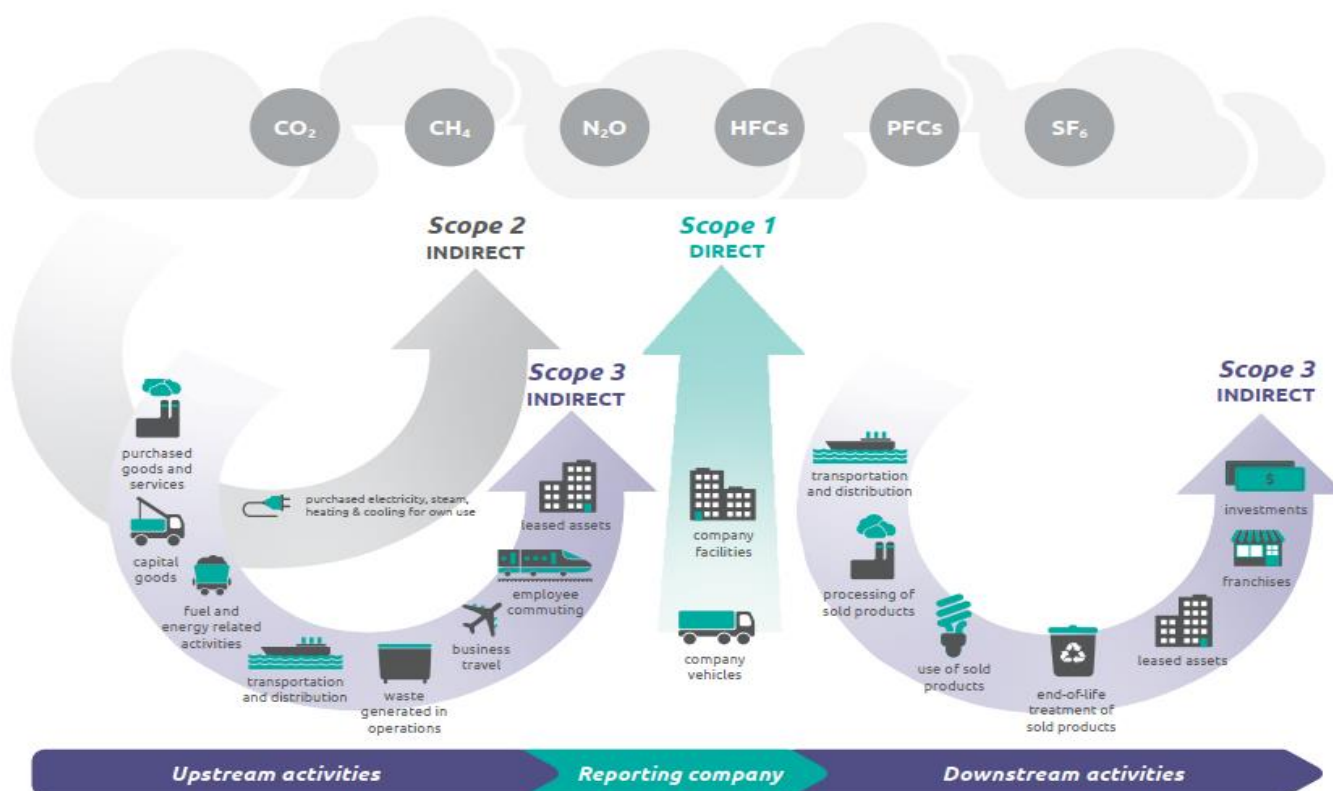 CO₂
CH₄
N₂O
HFCs
PFCs
SF₆
Scope 2
INDIRECT
Scope 1
DIRECT
Scope 3
INDIRECT
Scope 3
INDIRECT
purchased
goods and
services
capital
goods
fuel and
energy related
activities
purchased electricity, steam,
heating & cooling for own use
transportation
and distribution
waste
generated in
operations
business
travel
employee
commuting
leased assets
company
facilities
company
vehicles
transportation
and distribution
processing of
sold products
use of sold
products
end-of-life
treatment of
sold products
leased assets
franchises
$
investments
Upstream activities
Reporting company
Downstream activities